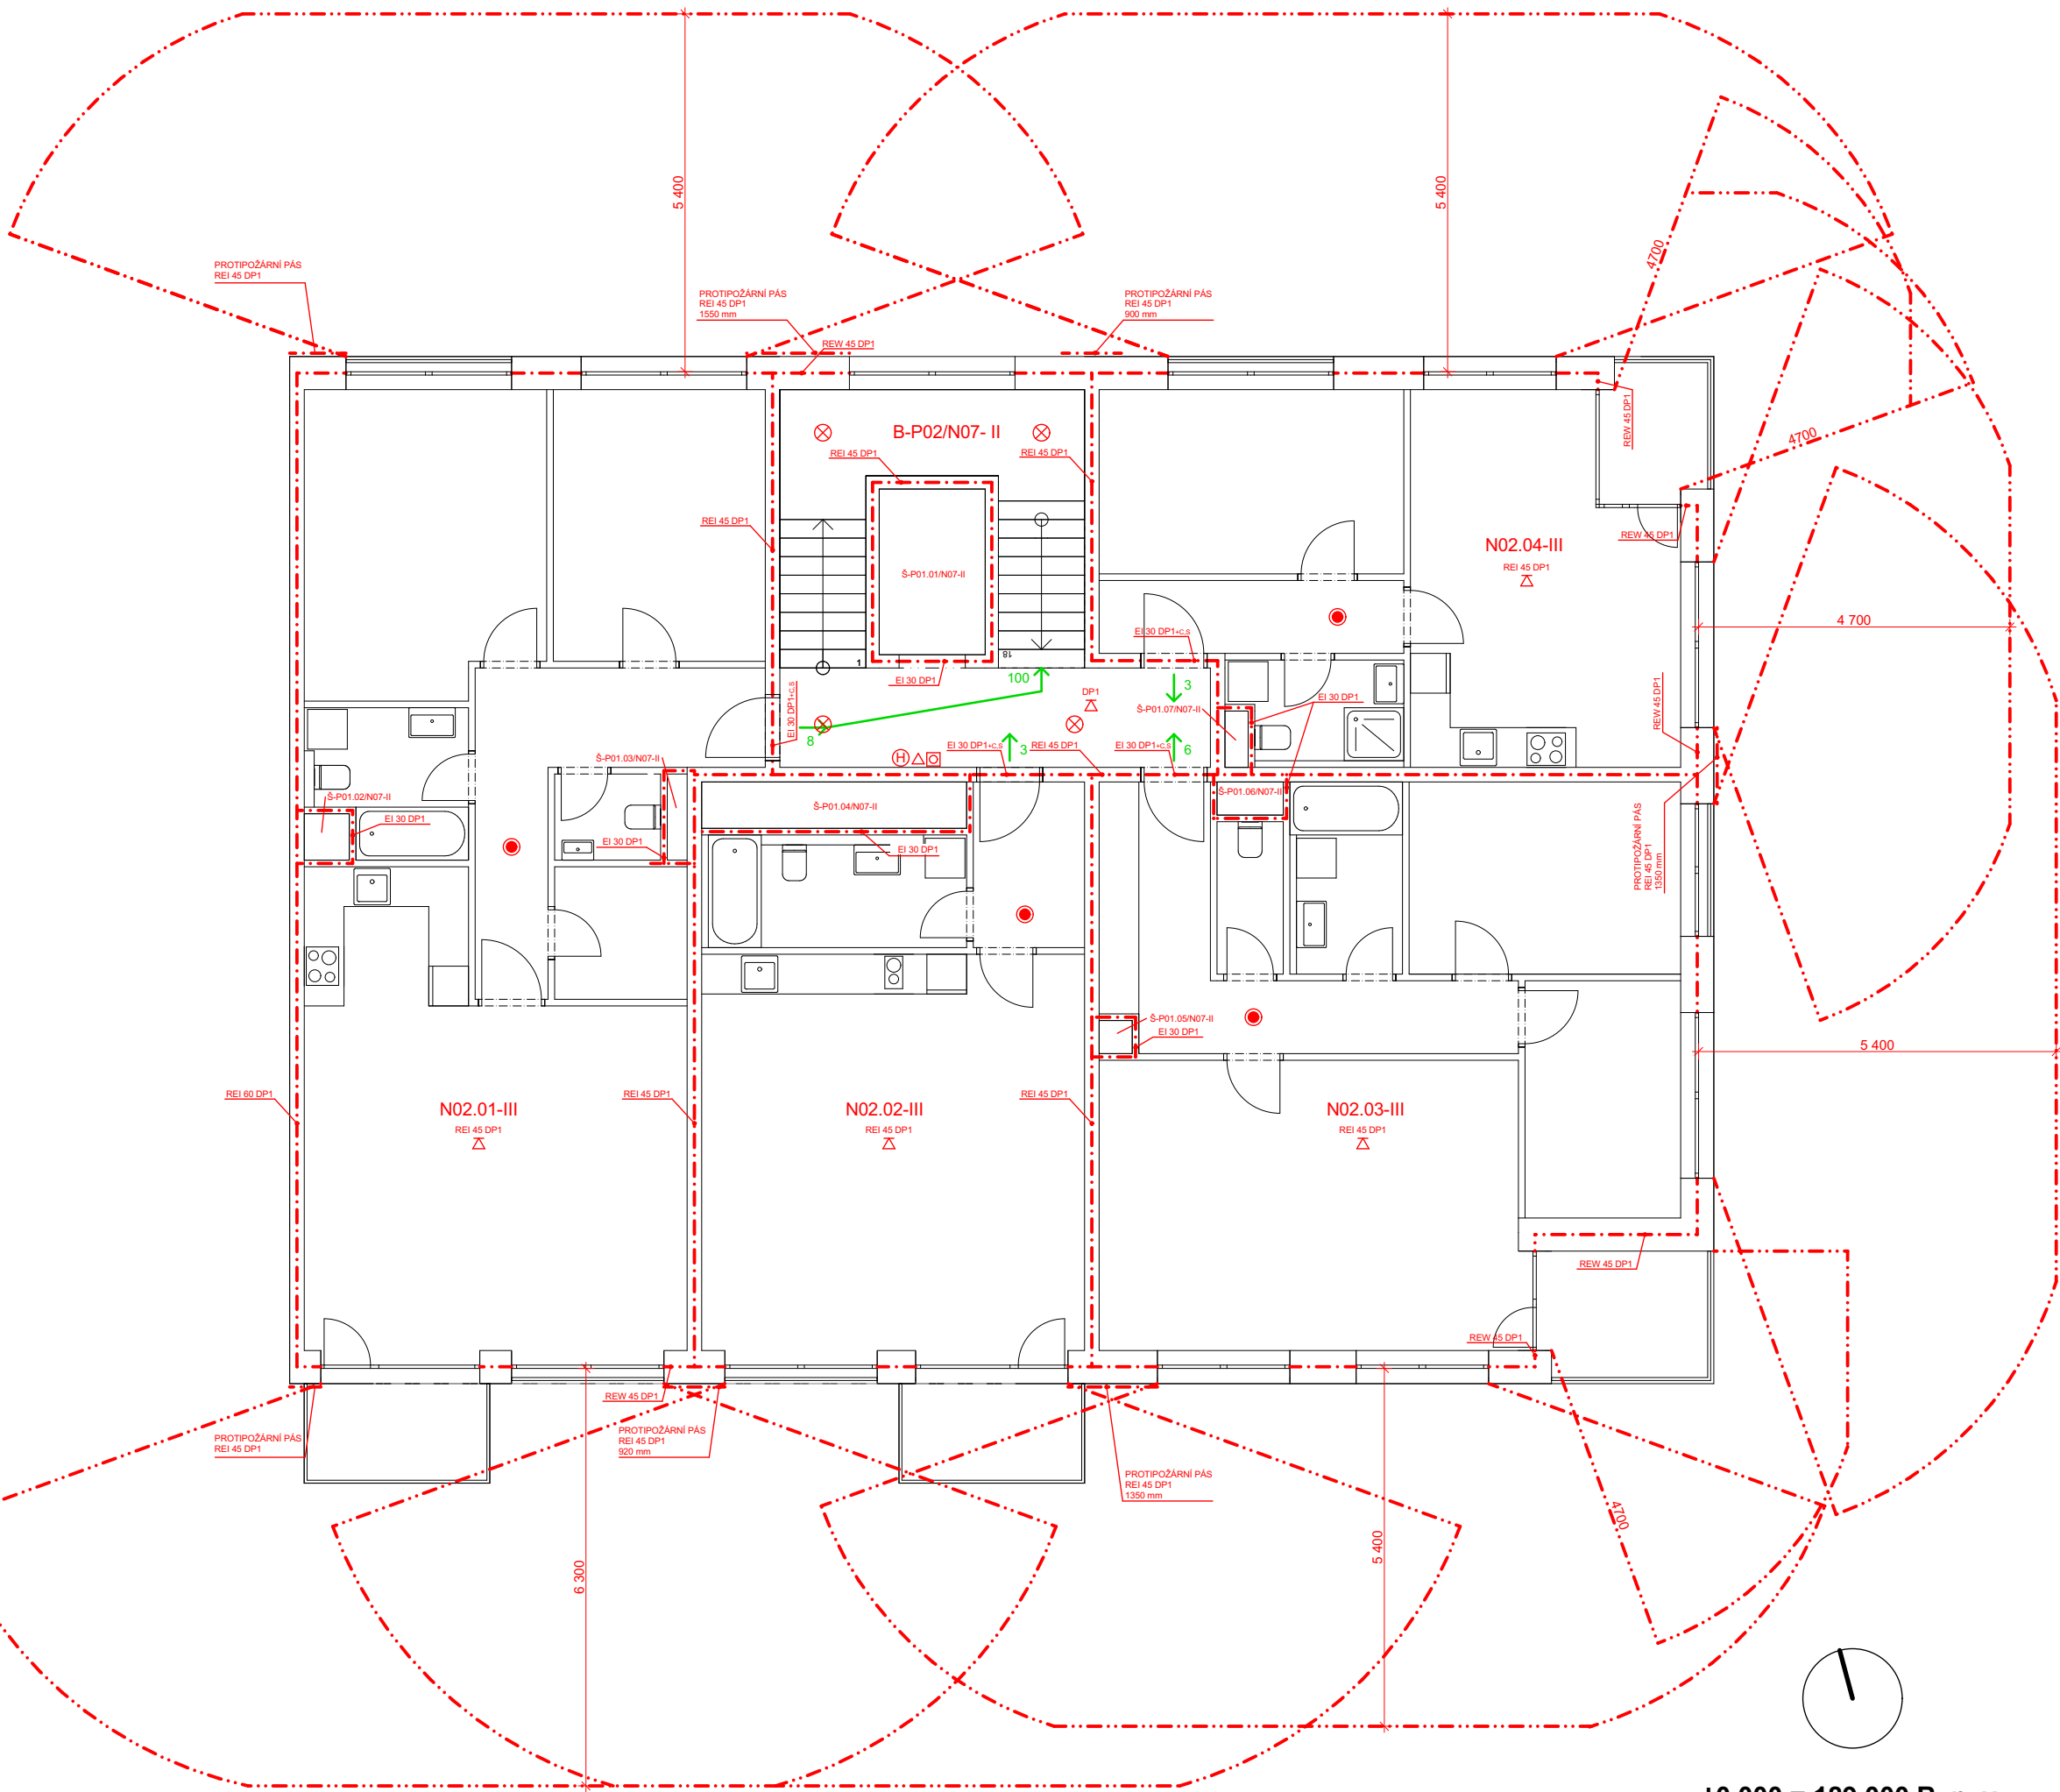 5 400
5 400
4700
PROTIPOŽÁRNÍ PÁS
REI 45 DP1
PROTIPOŽÁRNÍ PÁS
REI 45 DP1
1550 mm
PROTIPOŽÁRNÍ PÁS
REI 45 DP1
900 mm
REW 45 DP1
REW 45 DP1
4700
B-P02/N07- II
REI 45 DP1
REI 45 DP1
REI 45 DP1
REW 45 DP1
N02.04-III
REI 45 DP1
Š-P01.01/N07-II
4 700
EI 30 DP1+C,S
1
18
EI 30 DP1
100
3
DP1
EI 30 DP1
Š-P01.07/N07-II
EI 30 DP1+C,S
REW 45 DP1
8
H
EI 30 DP1+C,S
3
REI 45 DP1
EI 30 DP1+C,S
6
Š-P01.03/N07-II
Š-P01.02/N07-II
EI 30 DP1
Š-P01.04/N07-II
Š-P01.06/N07-II
EI 30 DP1
EI 30 DP1
PROTIPOŽÁRNÍ PÁS
REI 45 DP1
1350 mm
Š-P01.05/N07-II
EI 30 DP1
5 400
REI 60 DP1
REI 45 DP1
REI 45 DP1
N02.01-III
REI 45 DP1
N02.02-III
REI 45 DP1
N02.03-III
REI 45 DP1
REW 45 DP1
REW 45 DP1
REW 45 DP1
PROTIPOŽÁRNÍ PÁS
REI 45 DP1
PROTIPOŽÁRNÍ PÁS
REI 45 DP1
920 mm
PROTIPOŽÁRNÍ PÁS
REI 45 DP1
1350 mm
4700
6 300
5 400